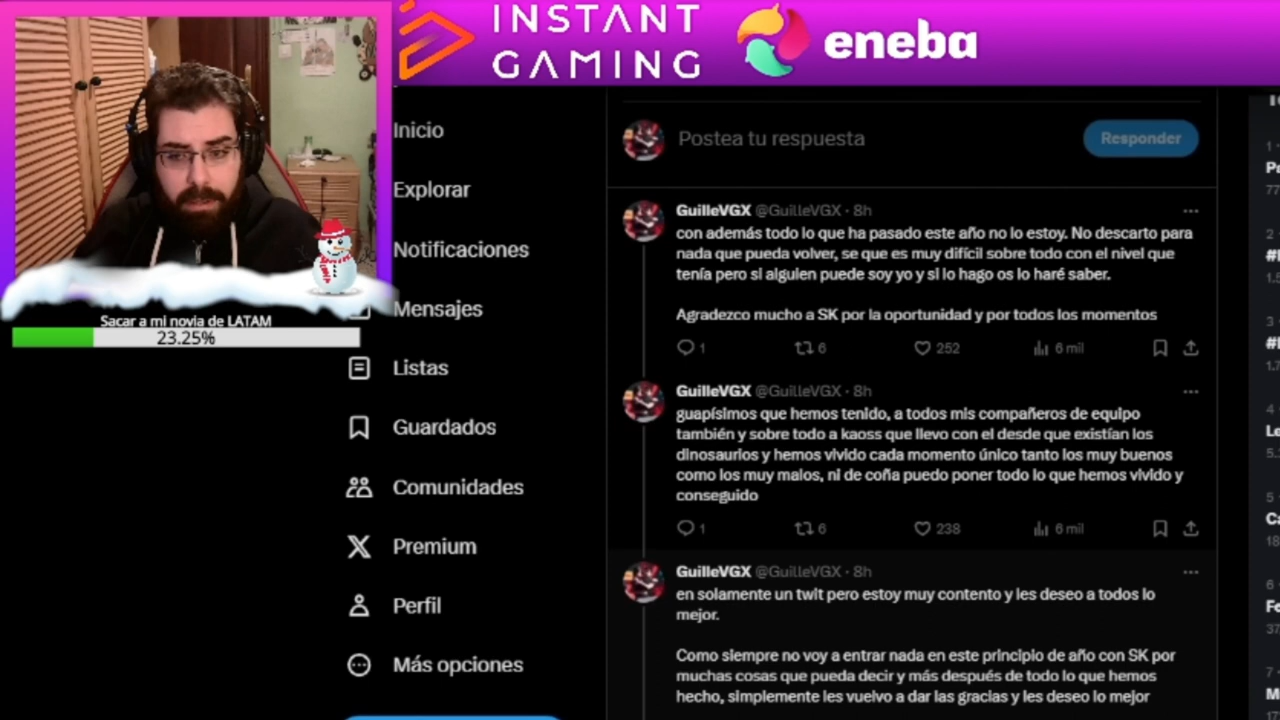 INSTANT
GAMING
eneba
Sacar a mi novia de LATAM
23.25%
Inicio
Explorar
Notificaciones
Mensajes
Listas
Guardados
Comunidades
Premium
Perfil
Más opciones
Postea tu respuesta
Responder
GuilleVGX @GuilleVGX · 8h
con además todo lo que ha pasado este año no lo estoy. No descarto para
nada que pueda volver, se que es muy difícil sobre todo con el nivel que
tenía pero si alguien puede soy yo y si lo hago os lo haré saber.
Agradezco mucho a SK por la oportunidad y por todos los momentos
1 6 252 6 mil
GuilleVGX @GuilleVGX · 8h
guapísimos que hemos tenido, a todos mis compañeros de equipo
también y sobre todo a kaoss que llevo con el desde que existían los
dinosaurios y hemos vivido cada momento único tanto los muy buenos
como los muy malos, ni de coña puedo poner todo lo que hemos vivido y
conseguido
1 6 238 6 mil
GuilleVGX @GuilleVGX · 8h
en solamente un twit pero estoy muy contento y les deseo a todos lo
mejor.
Como siempre no voy a entrar nada en este principio de año con SK por
muchas cosas que pueda decir y más después de todo lo que hemos
hecho, simplemente les vuelvo a dar las gracias y les deseo lo mejor